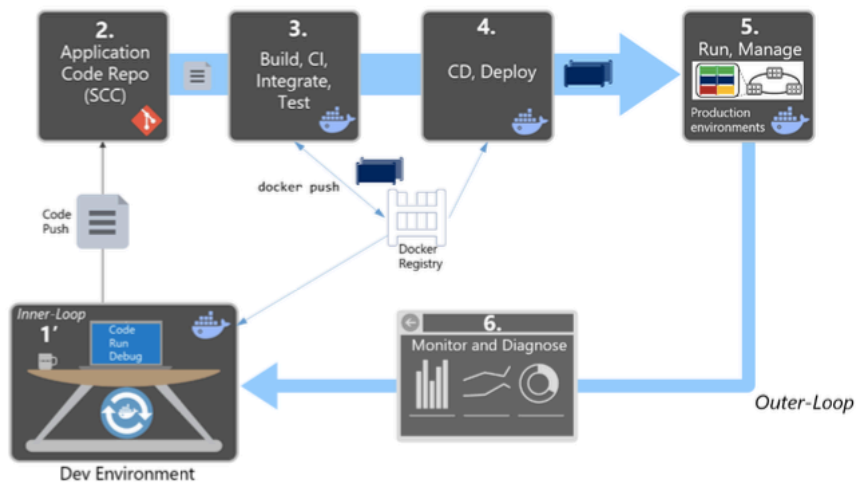 2.
Application
Code Repo
(SCC)
3.
Build, CI,
Integrate,
Test
4.
CD, Deploy
5.
Run, Manage
Production
environments
docker push
Code
Push
Docker
Registry
Inner-Loop
1'
Code
Run
Debug
6.
Monitor and Diagnose
Outer-Loop
Dev Environment